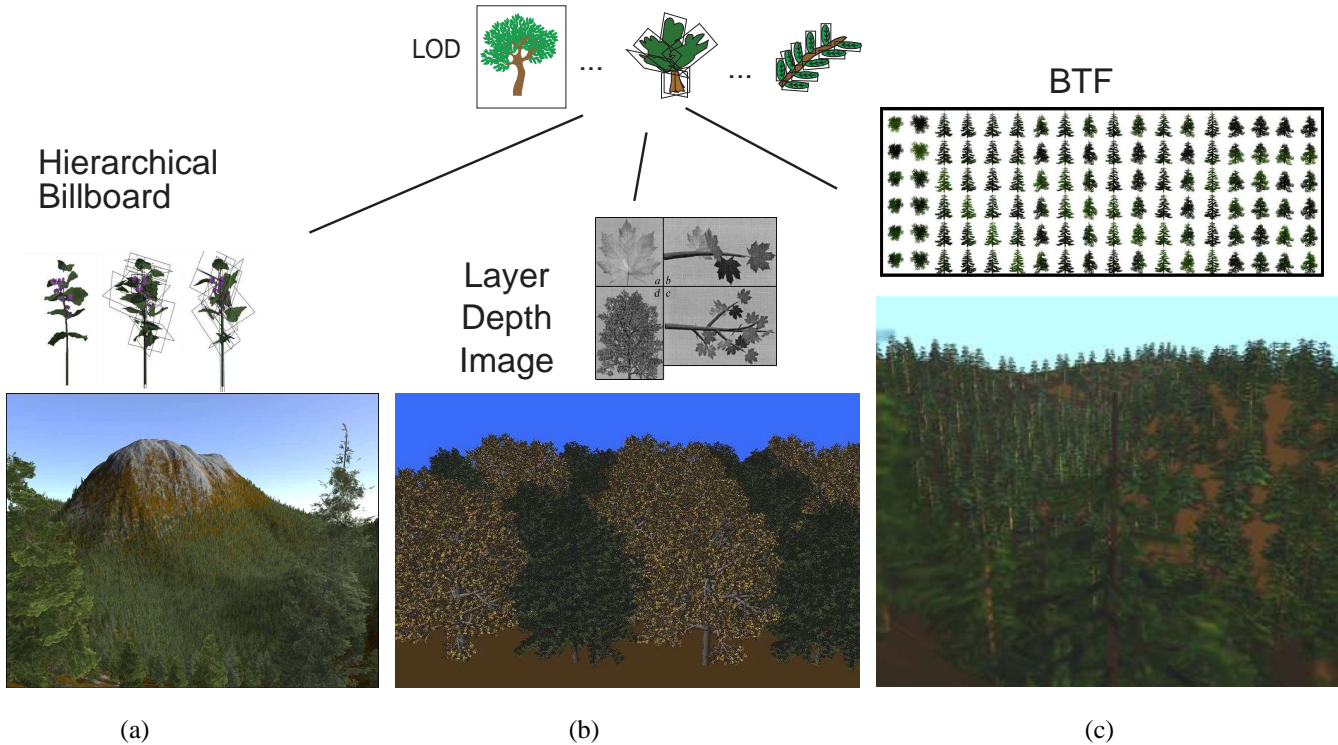 LOD
...
...
BTF
Hierarchical
Billboard
Layer
Depth
Image
a b
d c
(a)
(b)
(c)